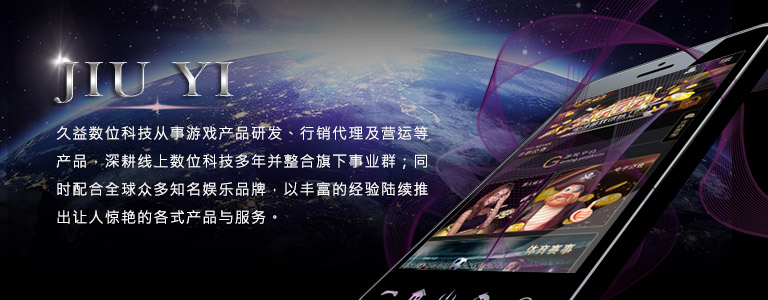 JIU YI
久益数位科技从事游戏产品研发、行销代理及营运等
产品，深耕线上数位科技多年并整合旗下事业群；同
时配合全球众多知名娱乐品牌，以丰富的经验陆续推
出让人惊艳的各式产品与服务。
体育赛事